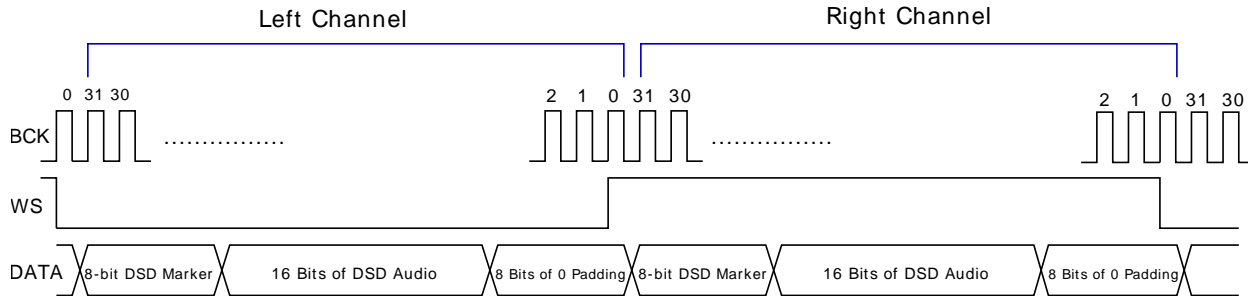 Left Channel
Right Channel
0 31 30
2 1 0 31 30
2 1 0 31 30
BCK
................
................
WS
DATA
8-bit DSD Marker
16 Bits of DSD Audio
8 Bits of 0 Padding
8-bit DSD Marker
16 Bits of DSD Audio
8 Bits of 0 Padding